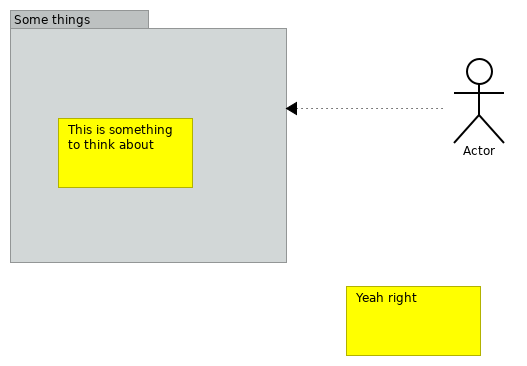 Some things
This is something
to think about
Actor
Yeah right